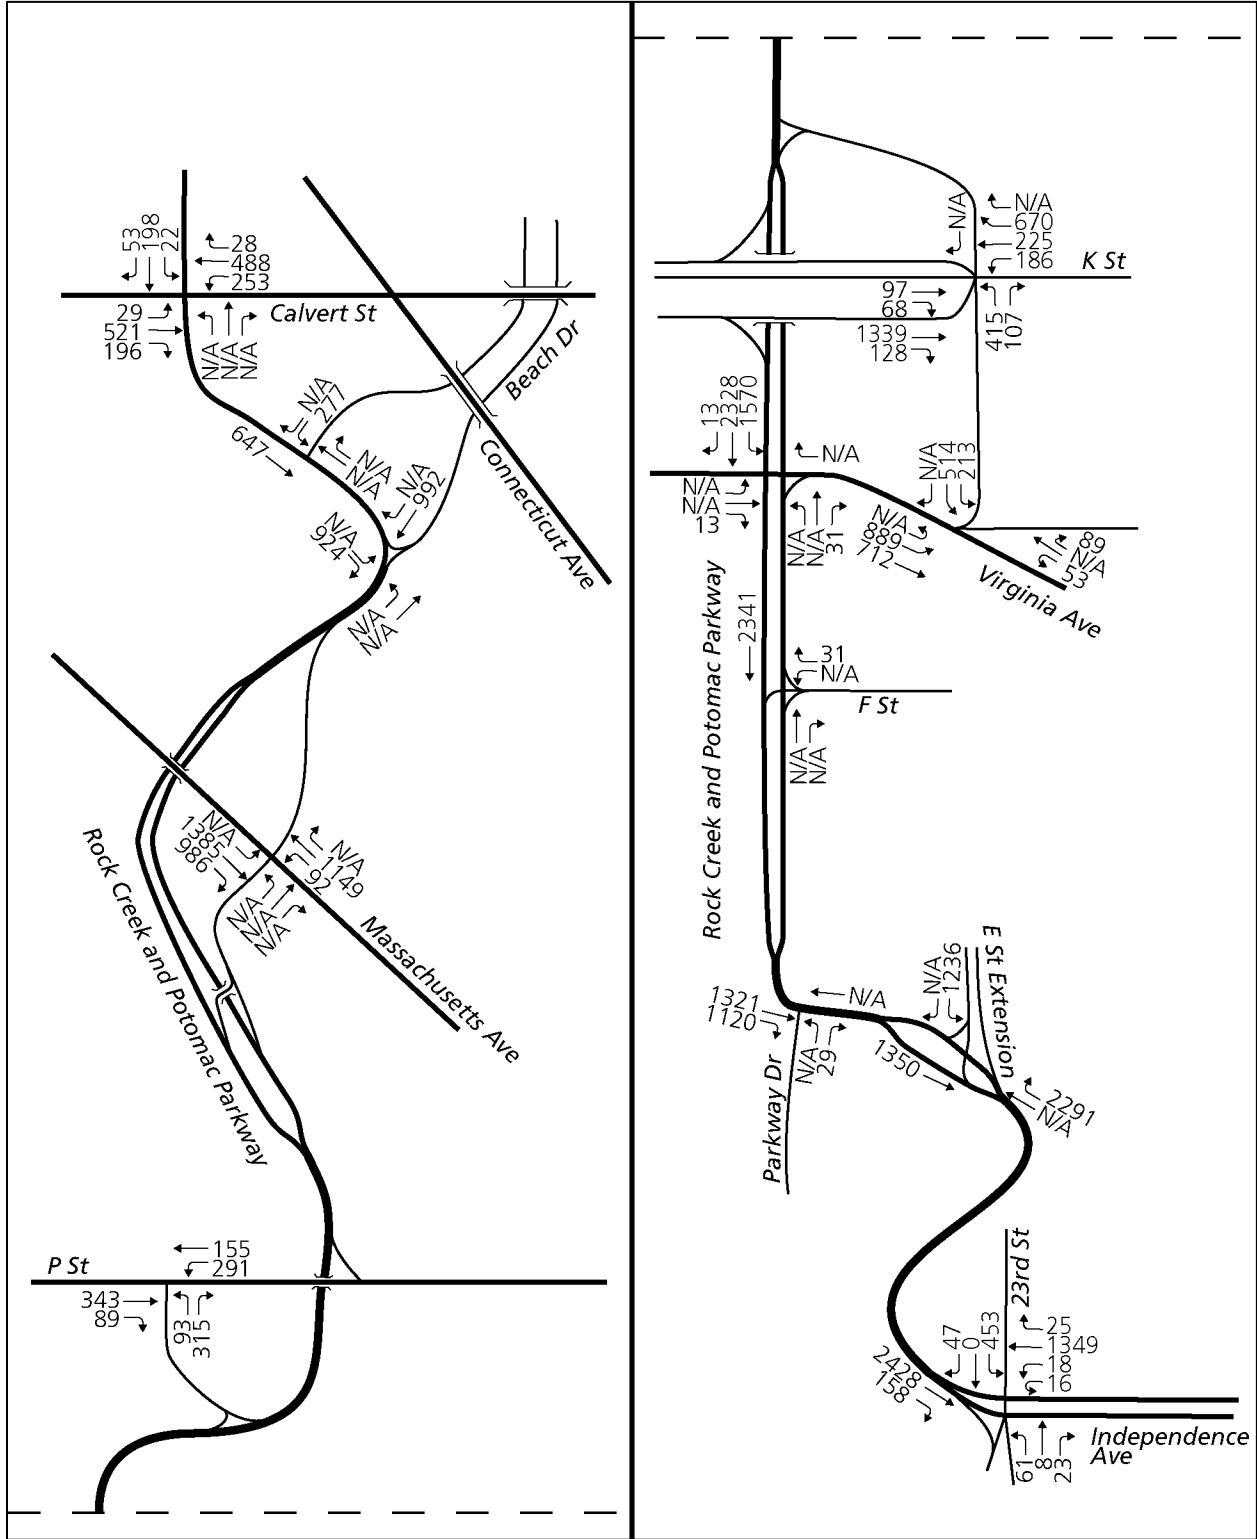 53
198
22
28
488
253
Calvert St
29
521
196
N/A
N/A
N/A
Beach Dr
N/A
277
647
N/A
N/A
N/A
992
Connecticut Ave
N/A
924
N/A
N/A
N/A
1385
986
N/A
1149
92
N/A
N/A
N/A
Massachusetts Ave
Rock Creek and Potomac Parkway
155
291
P St
343
89
93
315
N/A
N/A
670
225
186
K St
97
68
1339
128
415
107
13
2328
1570
N/A
N/A
N/A
13
N/A
N/A
31
N/A
514
213
N/A
889
712
89
N/A
53
Virginia Ave
Rock Creek and Potomac Parkway
2341
31
N/A
F St
N/A
N/A
E St Extension
N/A
1236
N/A
1321
1120
N/A
29
1350
Parkway Dr
2291
N/A
23rd St
47
0
453
25
1349
18
16
2428
158
61
8
23
Independence
Ave